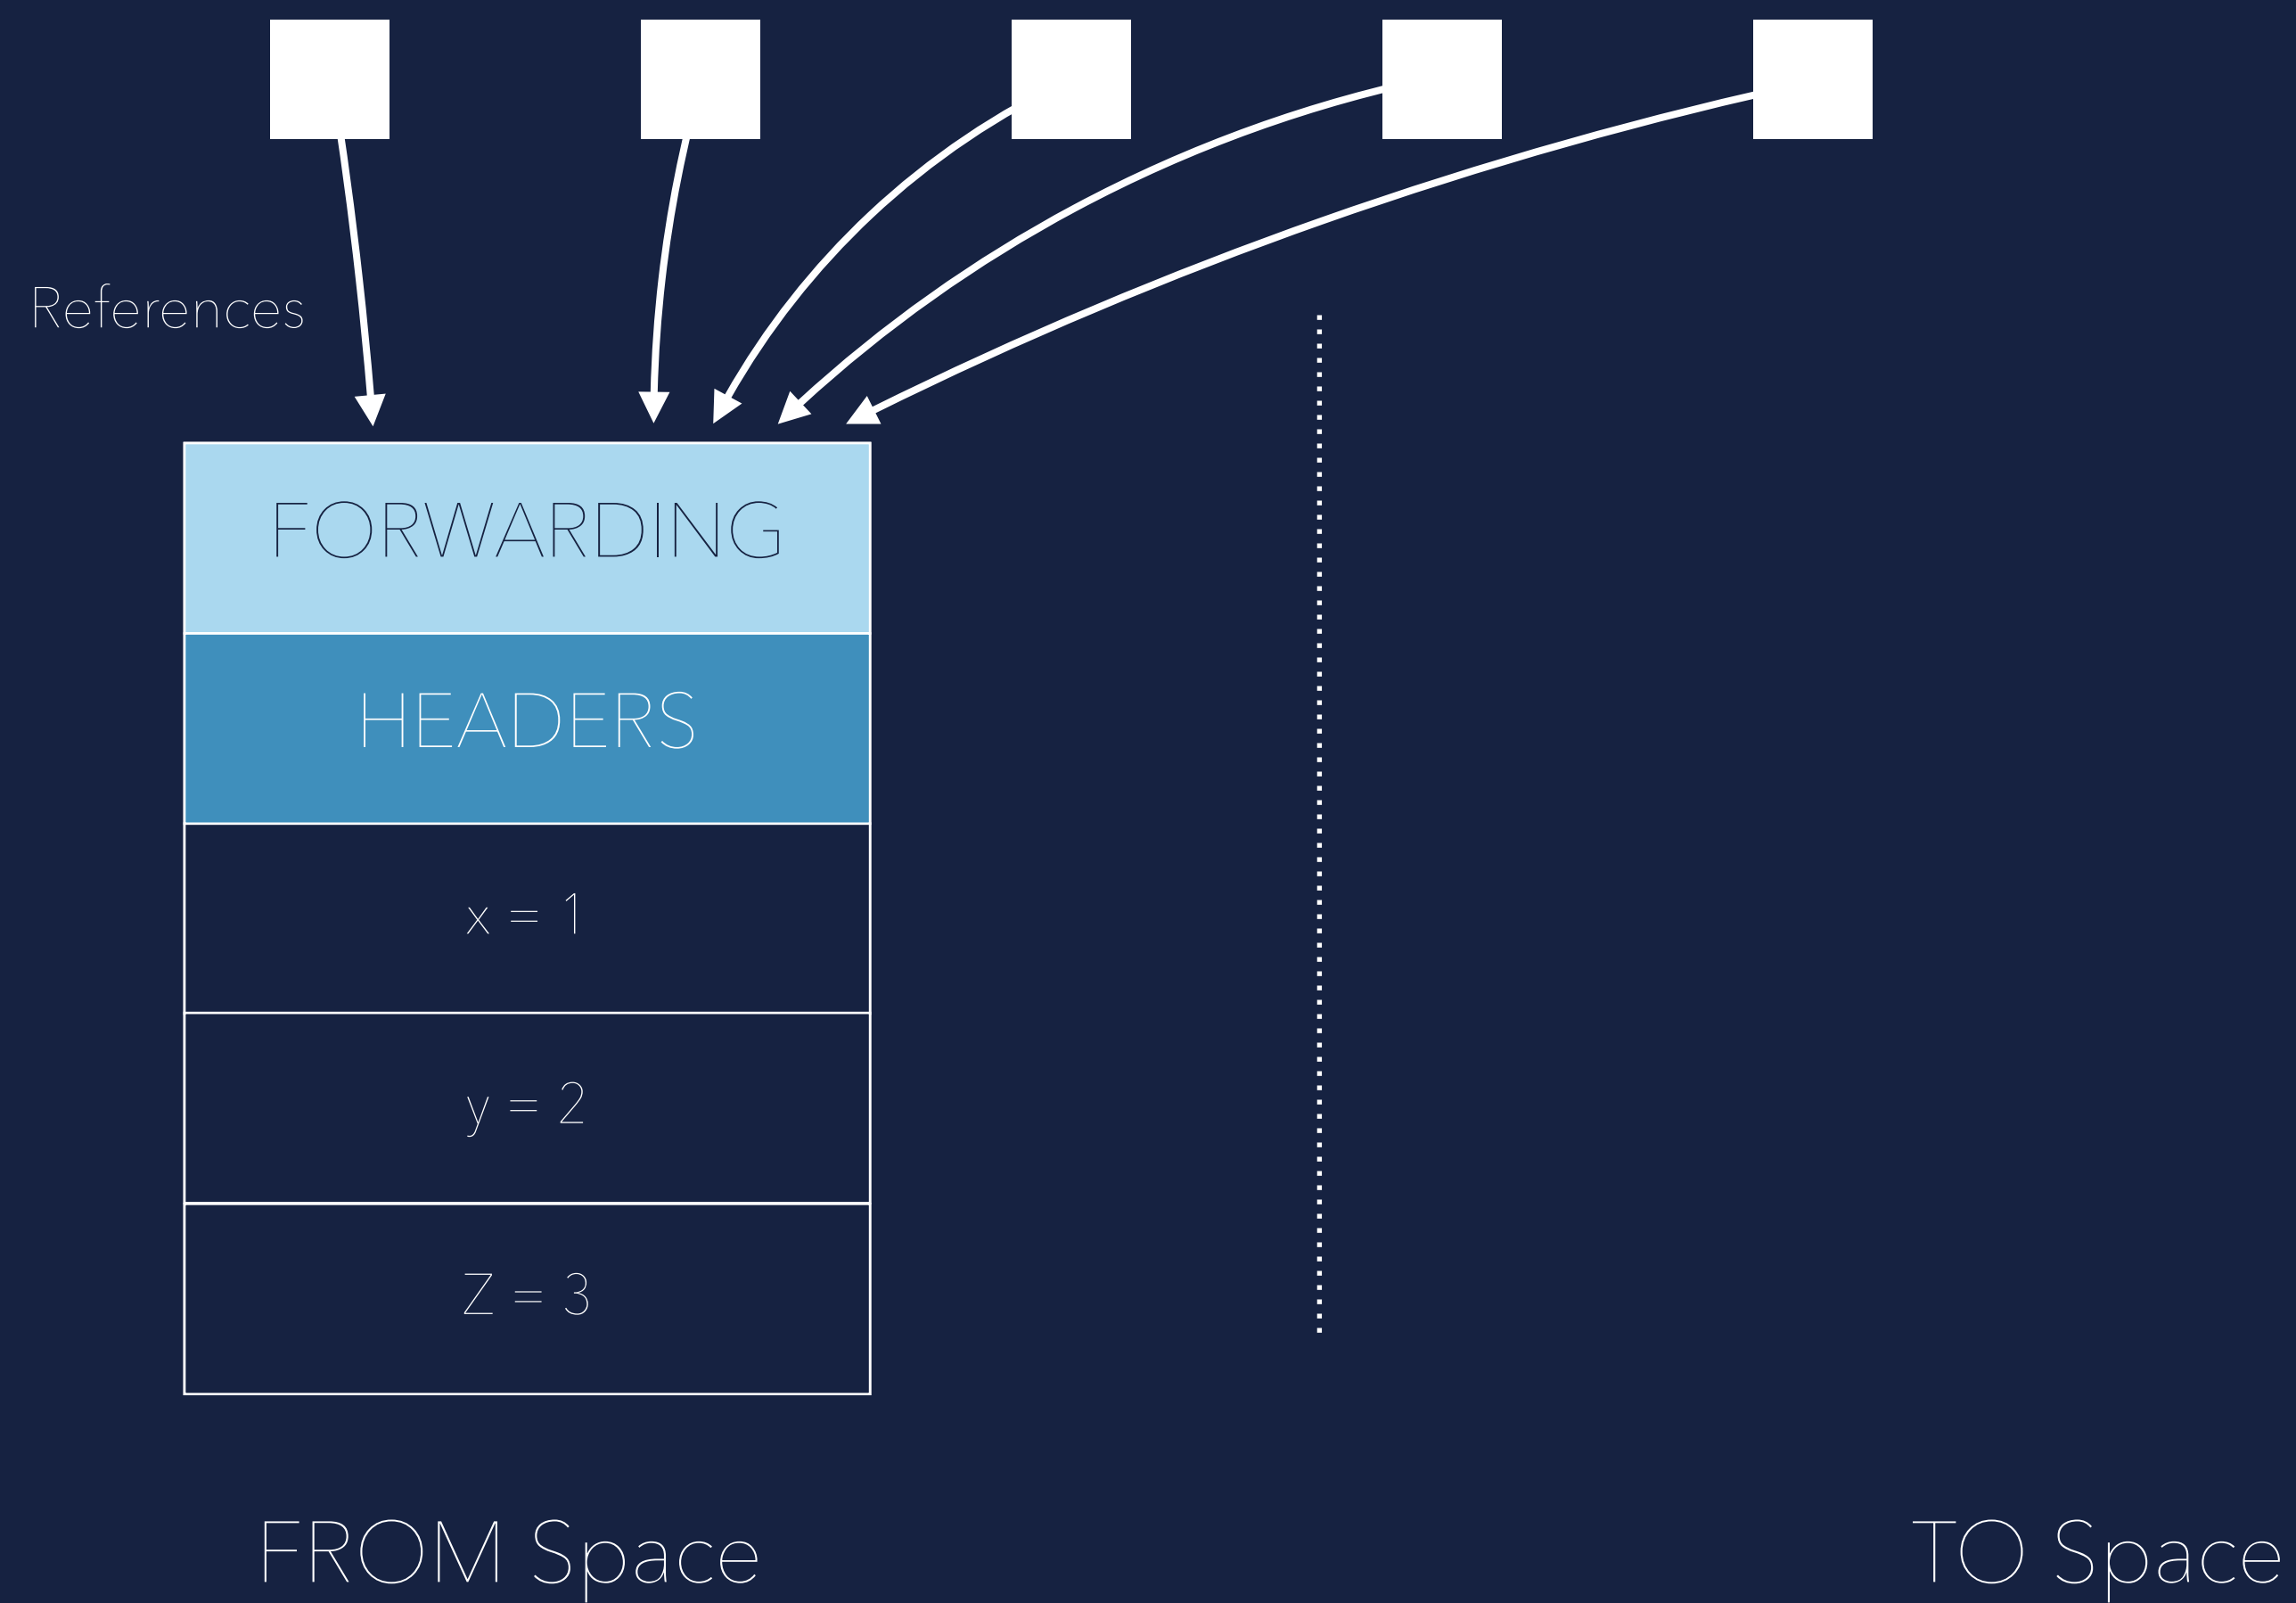 References
FORWARDING
HEADERS
x = 1
y = 2
Z = 3
FROM Space
TO Space